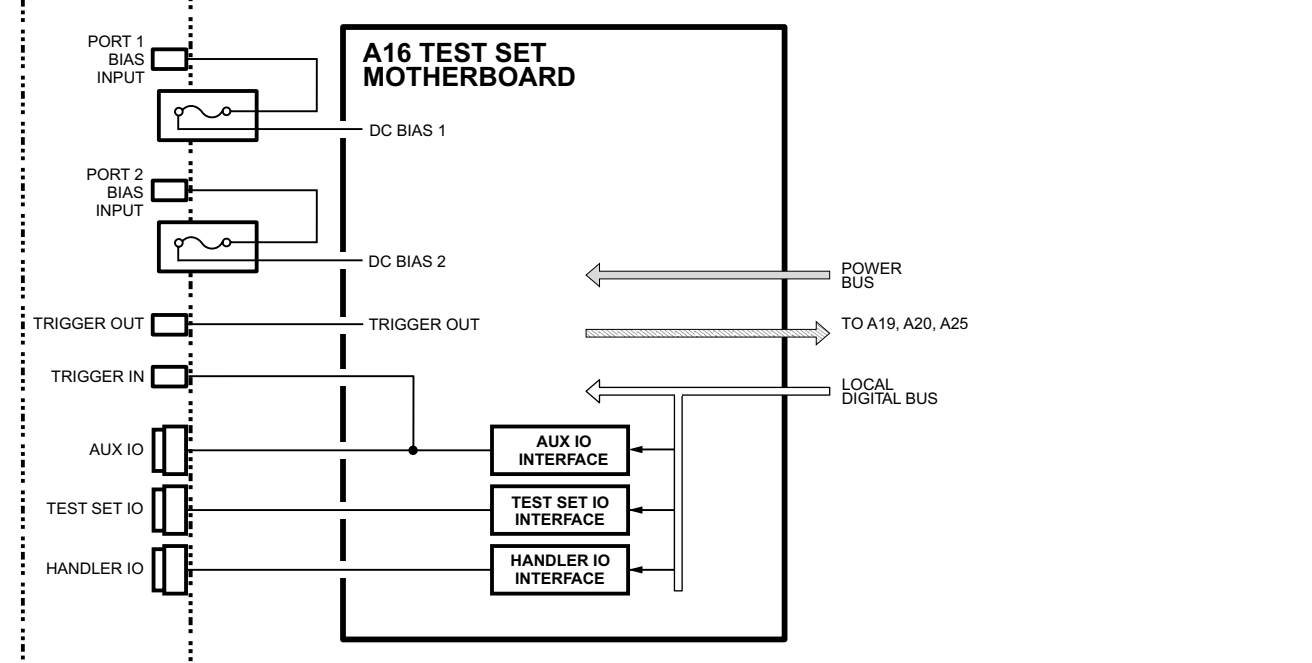 PORT 1
BIAS
INPUT
A16 TEST SET
MOTHERBOARD
DC BIAS 1
PORT 2
BIAS
INPUT
DC BIAS 2
POWER
BUS
TRIGGER OUT
TRIGGER OUT
TO A19, A20, A25
TRIGGER IN
LOCAL
DIGITAL BUS
AUX IO
AUX IO
INTERFACE
TEST SET IO
TEST SET IO
INTERFACE
HANDLER IO
HANDLER IO
INTERFACE